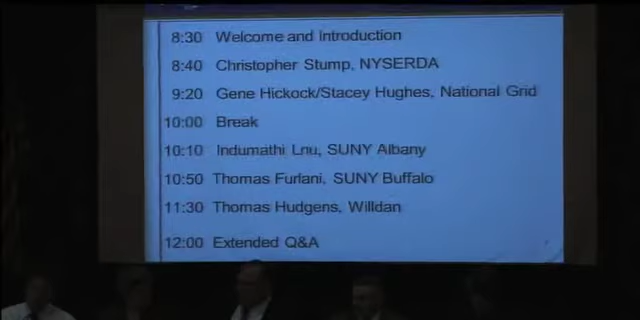 8:30 Welcome and Introduction
8:40 Christopher Stump, NYSERDA
9:20 Gene Hickock/Stacey Hughes, National Grid
10:00 Break
10:10 Indumathi Lnu, SUNY Albany
10:50 Thomas Furlani, SUNY Buffalo
11:30 Thomas Hudgens, Willdan
12:00 Extended Q&A